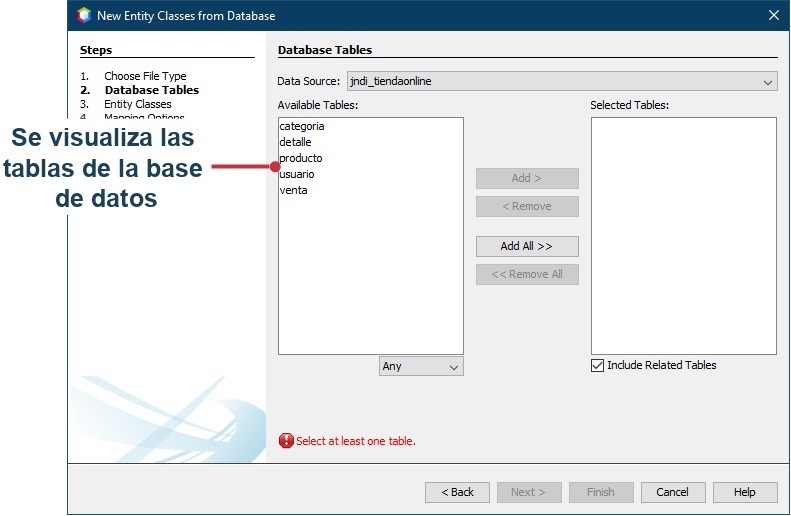 New Entity Classes from Database
Steps
1. Choose File Type
2. Database Tables
3. Entity Classes
4. Mapping Options
Se visualiza las
tablas de la base
de datos
Database Tables
Data Source: jndi_tiendaonline
Available Tables:
categoria
detalle
producto
usuario
venta
Any
Add >
< Remove
Add All >>
<< Remove All
Selected Tables:
Include Related Tables
Select at least one table.
< Back
Next >
Finish
Cancel
Help